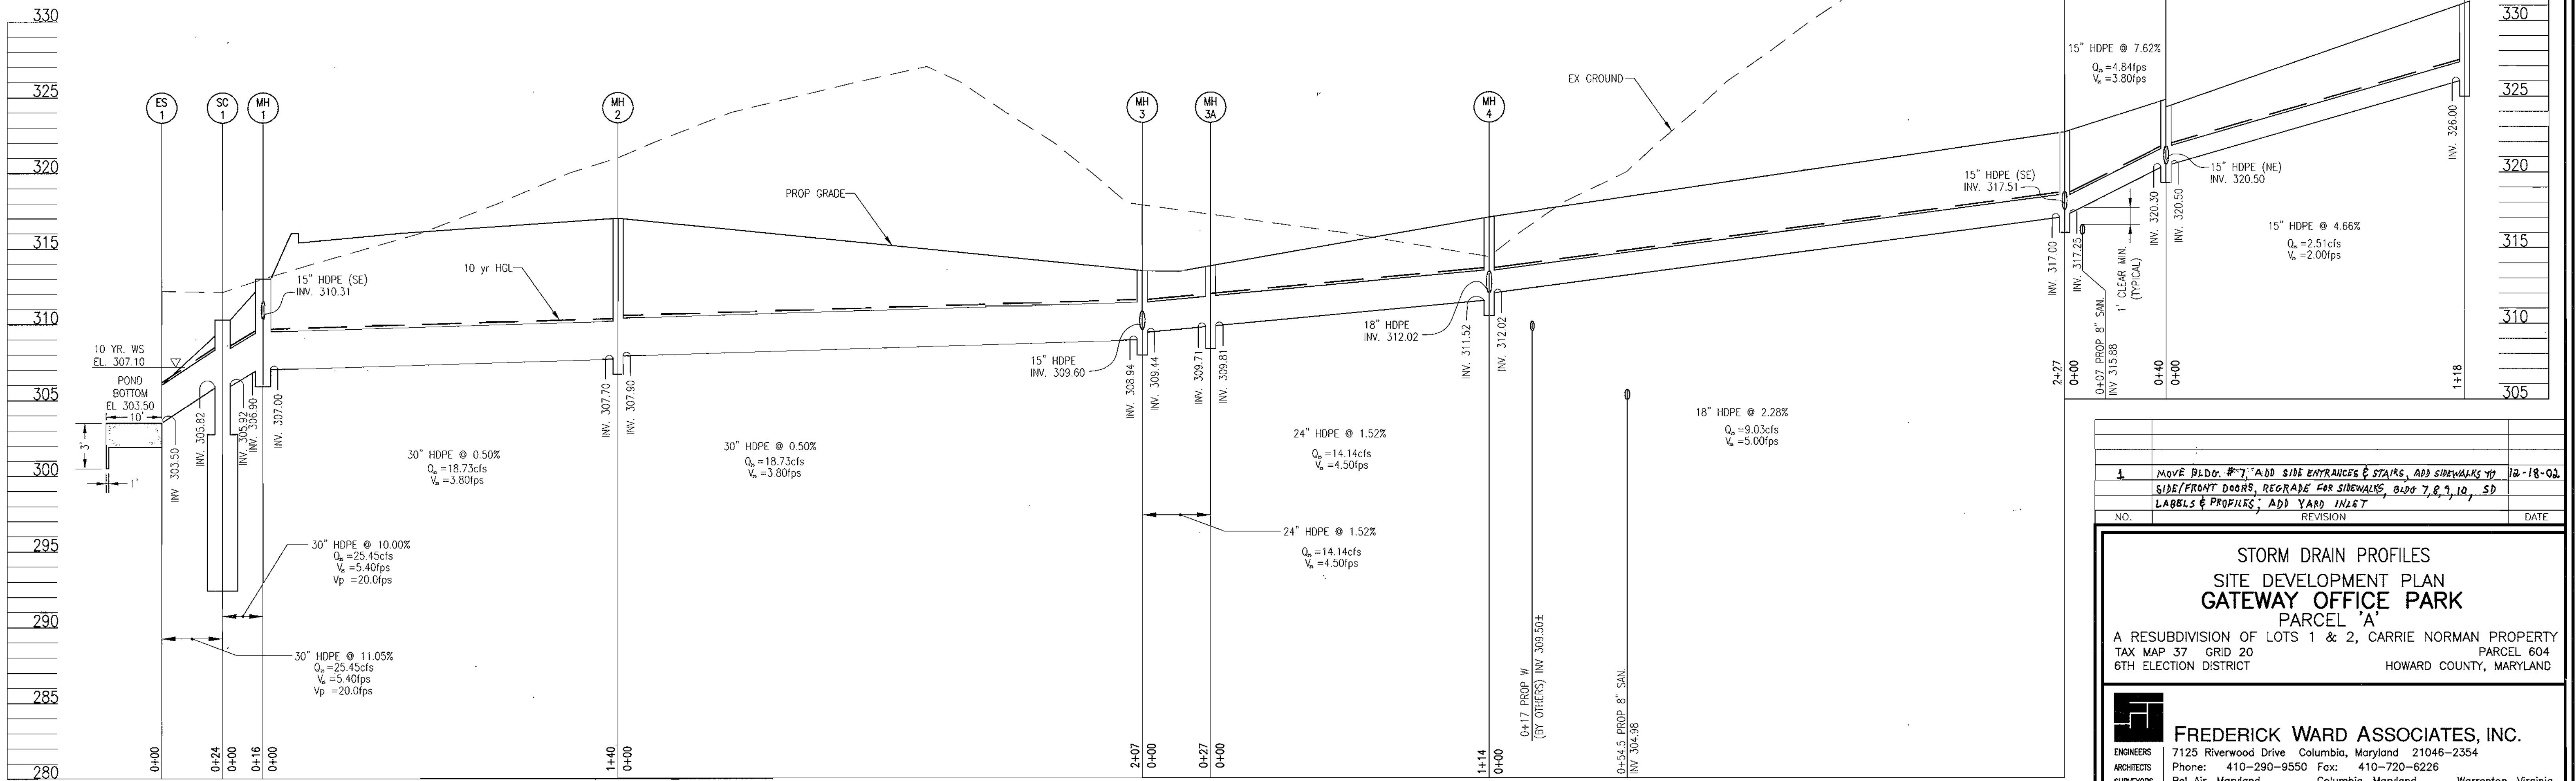 330
325
320
315
310
305
300
295
290
285
280
ES
1
SC
1
MH
1
MH
2
MH
3
MH
3A
MH
4
10 YR. WS
EL. 307.10
POND
BOTTOM
EL 303.50
10'
3'
1'
INV 303.50
INV. 305.82
INV. 305.92
INV. 306.90
INV. 307.00
15" HDPE (SE)
INV. 310.31
10 yr HGL
PROP GRADE
EX GROUND
INV. 307.70
INV. 307.90
30" HDPE @ 0.50%
Qn =18.73cfs
Vn =3.80fps
30" HDPE @ 0.50%
Qn =18.73cfs
Vn =3.80fps
15" HDPE
INV. 309.60
INV. 308.94
INV. 309.44
INV. 309.71
INV. 309.81
18" HDPE
INV. 312.02
INV. 311.52
INV. 312.02
24" HDPE @ 1.52%
Qn =14.14cfs
Vn =4.50fps
24" HDPE @ 1.52%
Qn =14.14cfs
Vn =4.50fps
18" HDPE @ 2.28%
Qn =9.03cfs
Vn =5.00fps
30" HDPE @ 10.00%
Qn =25.45cfs
Vn =5.40fps
Vp =20.0fps
30" HDPE @ 11.05%
Qn =25.45cfs
Vn =5.40fps
Vp =20.0fps
0+00
0+24
0+00
0+16
0+00
1+40
0+00
2+07
0+00
0+27
0+00
1+14
0+00
0+17 PROP W
(BY OTHERS) INV 309.50±
0+54.5 PROP 8" SAN.
INV 304.98
15" HDPE (SE)
INV. 317.51
INV. 317.00
INV. 317.25
2+27
0+00
0+07 PROP 8" SAN.
INV 315.88
1' CLEAR MIN.
(TYPICAL)
15" HDPE @ 7.62%
Qn =4.84fps
Vn =3.80fps
INV. 320.30
INV. 320.50
0+40
0+00
15" HDPE (NE)
INV. 320.50
15" HDPE @ 4.66%
Qn =2.51cfs
Vn =2.00fps
INV. 326.00
1+18
330
325
320
315
310
305
1 MOVE BLDG. #7, ADD SIDE ENTRANCES & STAIRS, ADD SIDEWALKS TO 12-18-02
SIDE/FRONT DOORS, REGRADE FOR SIDEWALKS, BLDG 7,8,9,10, SD
LABELS & PROFILES; ADD YARD INLET
NO. REVISION DATE
STORM DRAIN PROFILES
SITE DEVELOPMENT PLAN
GATEWAY OFFICE PARK
PARCEL 'A'
A RESUBDIVISION OF LOTS 1 & 2, CARRIE NORMAN PROPERTY
TAX MAP 37 GRID 20 PARCEL 604
6TH ELECTION DISTRICT HOWARD COUNTY, MARYLAND
FREDERICK WARD ASSOCIATES, INC.
ENGINEERS 7125 Riverwood Drive Columbia, Maryland 21046-2354
ARCHITECTS Phone: 410-290-9550 Fax: 410-720-6226
SURVEYORS Bel Air, Maryland Columbia, Maryland Warrenton, Virginia